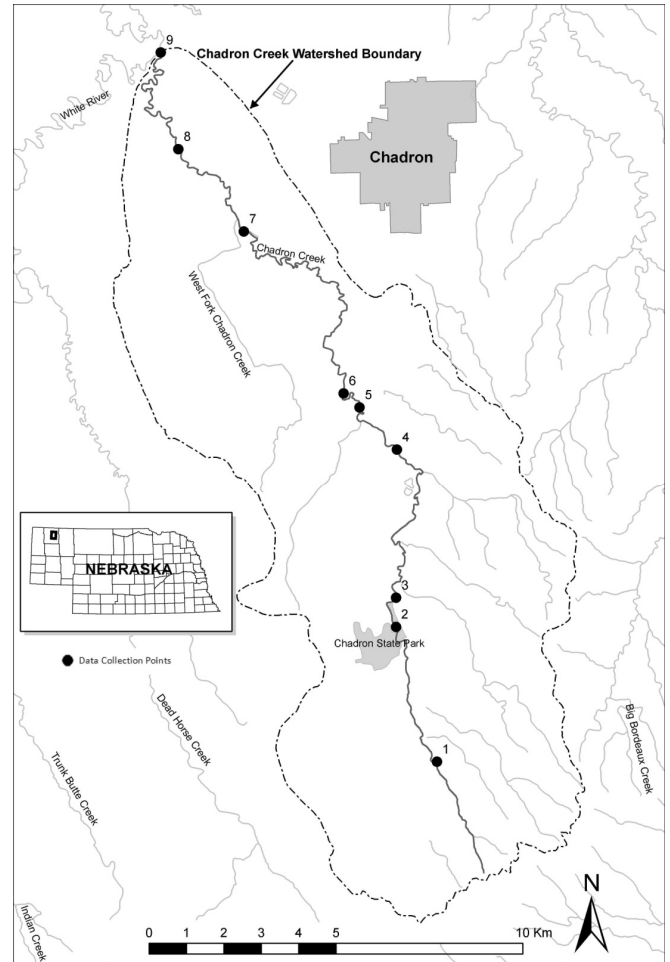 9
Chadron Creek Watershed Boundary
White River
8
Chadron
7
Chadron Creek
West Fork Chadron Creek
6
5
4
NEBRASKA
3
2
Chadron State Park
Data Collection Points
Dead Horse Creek
Big Bordeaux Creek
1
Trunk Butte Creek
Indian Creek
N
0 1 2 3 4 5 10 Km